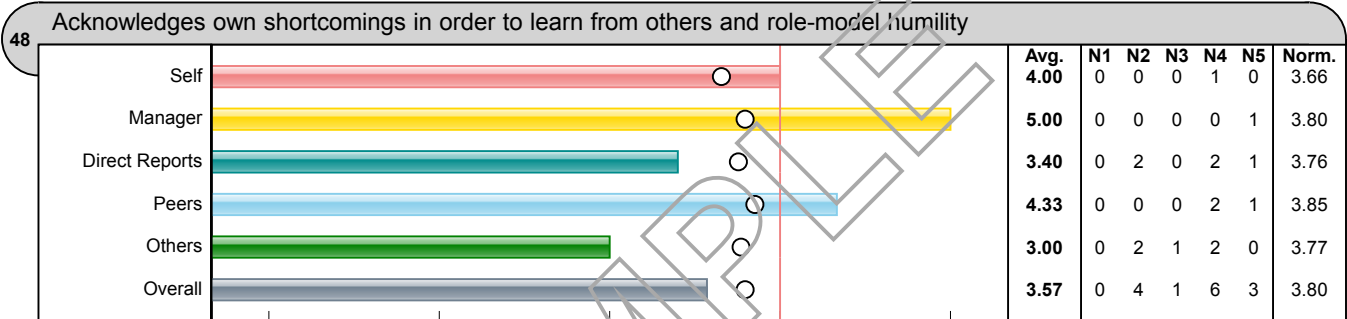 48 Acknowledges own shortcomings in order to learn from others and role-model humility
Avg. N1 N2 N3 N4 N5 Norm.
Self 4.00 0 0 0 1 0 3.66
Manager 5.00 0 0 0 0 1 3.80
Direct Reports 3.40 0 2 0 2 1 3.76
Peers 4.33 0 0 0 2 1 3.85
Others 3.00 0 2 1 2 0 3.77
Overall 3.57 0 4 1 6 3 3.80
MPLE